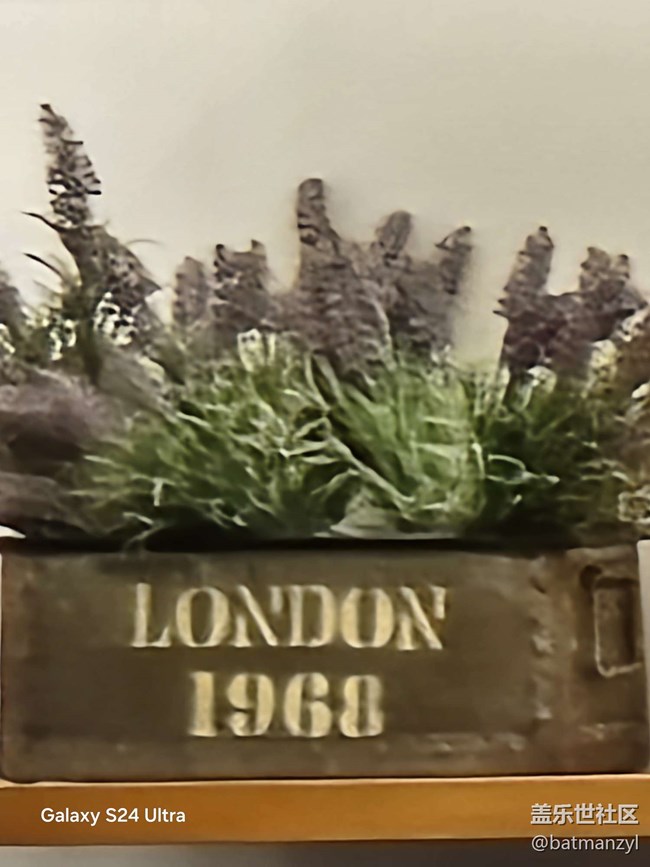 LONDON
1968
Galaxy S24 Ultra
盖乐世社区
@batmanzyl